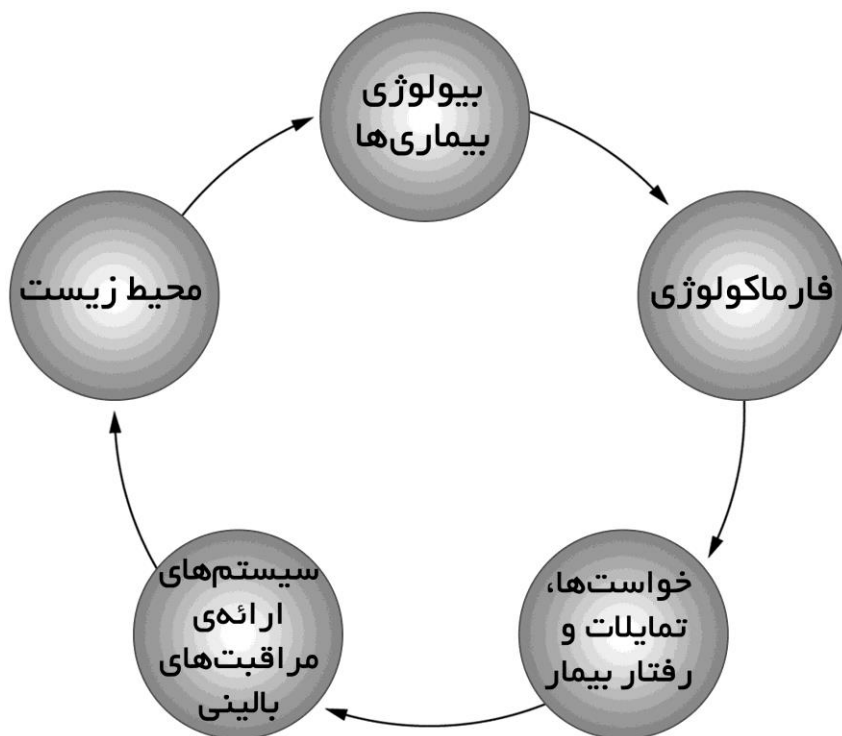 بیولوژی
بیماری‌ها
فارماکولوژی
خواست‌ها،
تمایلات و
رفتار بیمار
سیستم‌های
ارائه‌ی
مراقبت‌های
بالینی
محیط زیست